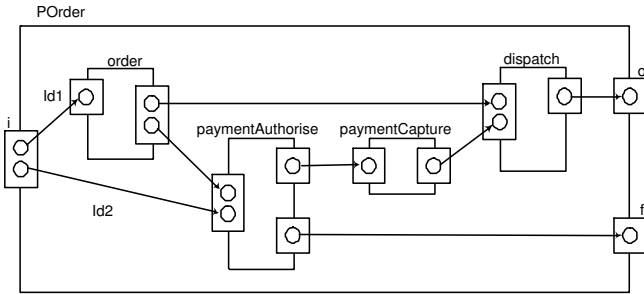 POrder
order
dispatch
o
Id1
i
paymentAuthorise
paymentCapture
Id2
f